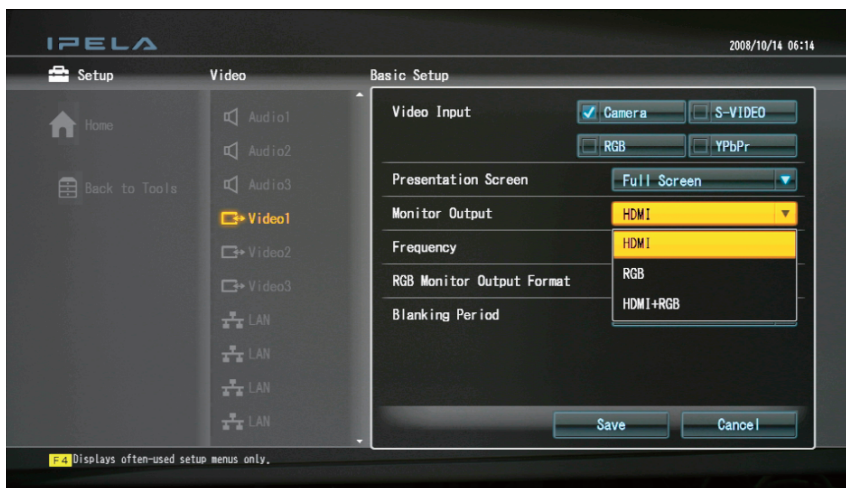 IPELA
2008/10/14 06:14
Setup
Video
Basic Setup
Home
Back to Tools
Audio1
Audio2
Audio3
Video1
Video2
Video3
LAN
LAN
LAN
LAN
Video Input
Camera
S-VIDEO
RGB
YPbPr
Presentation Screen
Full Screen
Monitor Output
HDMI
HDMI
RGB
HDMI+RGB
Frequency
RGB Monitor Output Format
Blanking Period
Save
Cancel
F4 Displays often-used setup menus only.